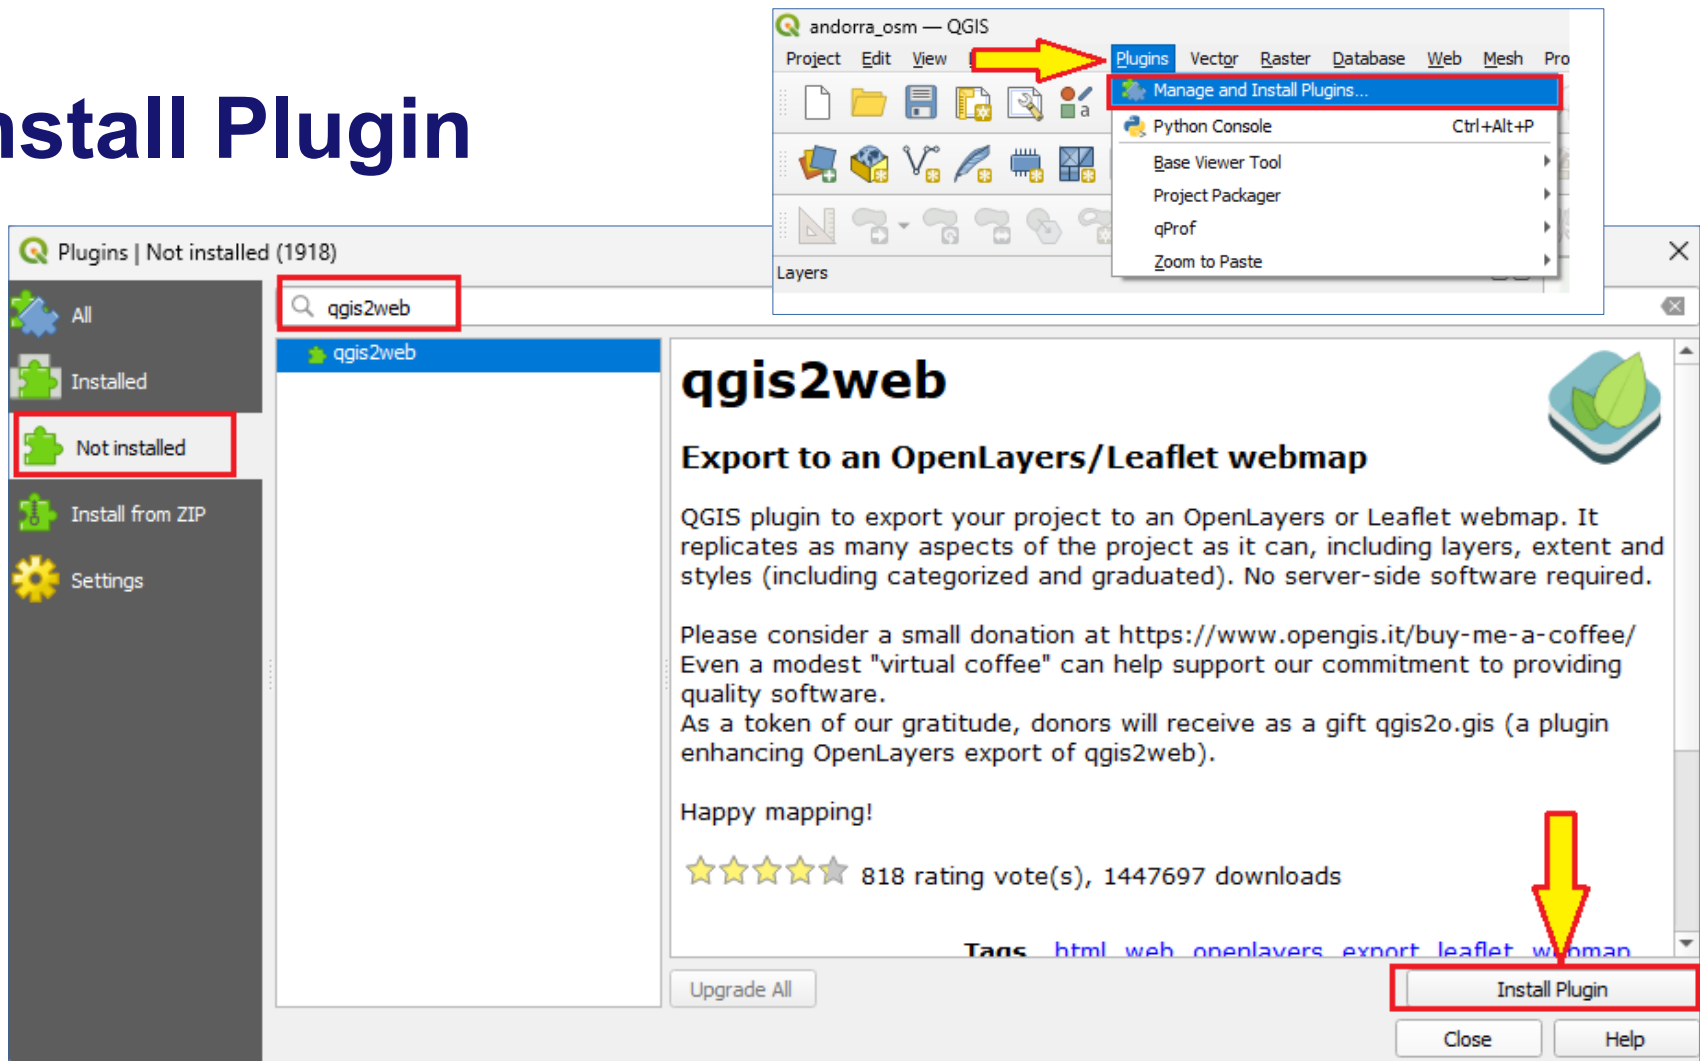 nstall Plugin
andorra_osm — QGIS
Project Edit View Plugins Vector Raster Database Web Mesh Pro
Manage and Install Plugins...
Python Console Ctrl+Alt+P
Base Viewer Tool
Project Packager
qProf
Zoom to Paste
Layers
Plugins | Not installed (1918)
All
Installed
Not installed
Install from ZIP
Settings
qgis2web
qgis2web
qgis2web
Export to an OpenLayers/Leaflet webmap
QGIS plugin to export your project to an OpenLayers or Leaflet webmap. It
replicates as many aspects of the project as it can, including layers, extent and
styles (including categorized and graduated). No server-side software required.
Please consider a small donation at https://www.opengis.it/buy-me-a-coffee/
Even a modest "virtual coffee" can help support our commitment to providing
quality software.
As a token of our gratitude, donors will receive as a gift qgis2o.gis (a plugin
enhancing OpenLayers export of qgis2web).
Happy mapping!
818 rating vote(s), 1447697 downloads
Tags html web openlayers export leaflet webmap
Upgrade All
Install Plugin
Close Help